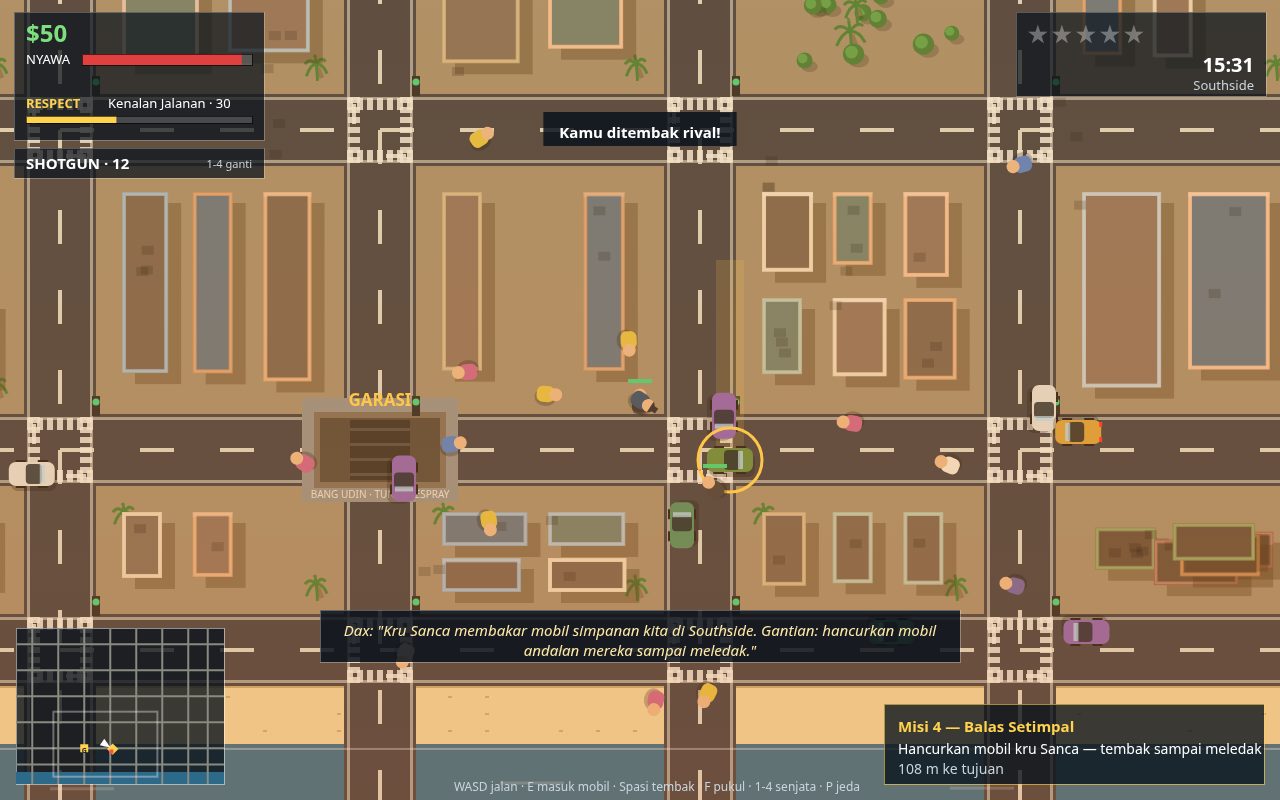 $50
NYAWA
RESPECT Kenalan Jalanan · 30
SHOTGUN · 12 1-4 ganti
15:31
Southside
Kamu ditembak rival!
GARASI
BANG UDIN ·
Dax: "Kru Sanca membakar mobil simpanan kita di Southside. Gantian: hancurkan mobil
andalan mereka sampai meledak."
Misi 4 — Balas Setimpal
Hancurkan mobil kru Sanca — tembak sampai meledak
108 m ke tujuan
WASD jalan · E masuk mobil · Spasi tembak · F pukul · 1-4 senjata · P jeda